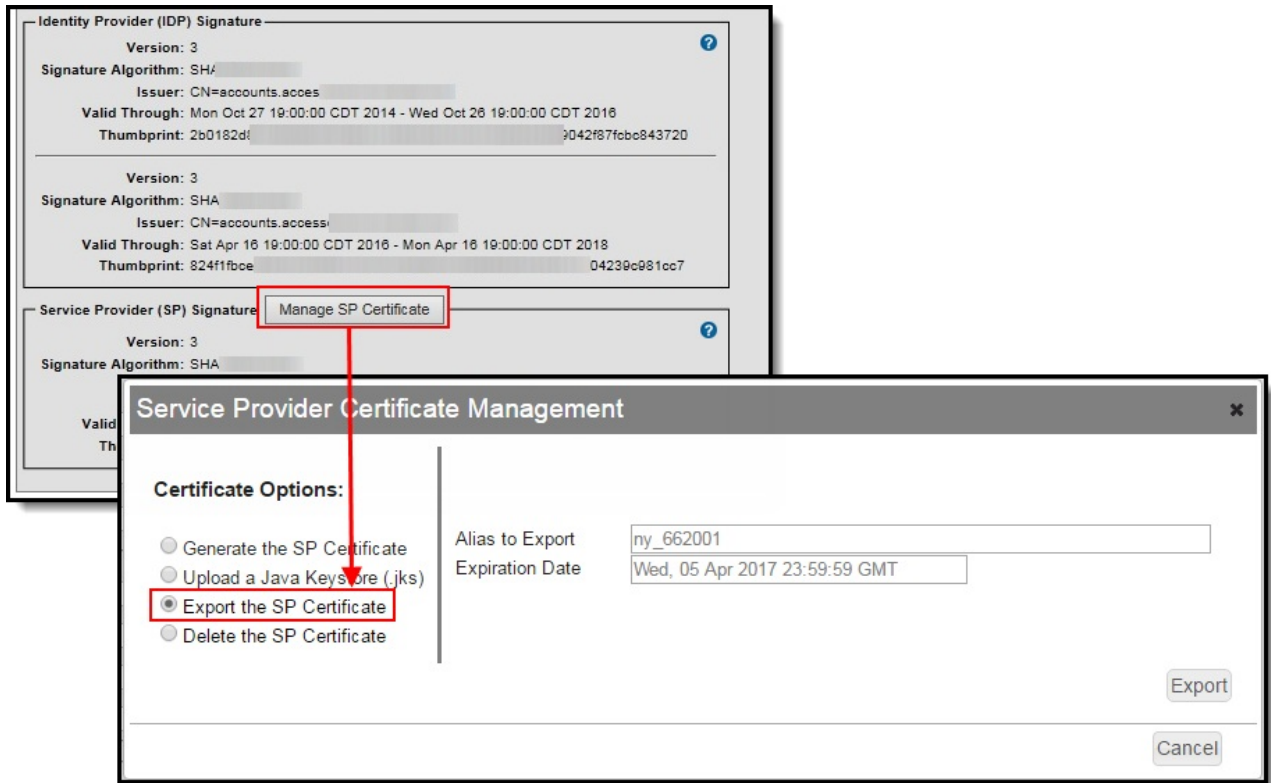 Identity Provider (IDP) Signature
Version: 3
Signature Algorithm: SHA
Issuer: CN=accounts.acces
Valid Through: Mon Oct 27 19:00:00 CDT 2014 - Wed Oct 26 19:00:00 CDT 2016
Thumbprint: 2b0182d 9042f87fcbc843720
Version: 3
Signature Algorithm: SHA
Issuer: CN=accounts.access
Valid Through: Sat Apr 16 19:00:00 CDT 2016 - Mon Apr 16 19:00:00 CDT 2018
Thumbprint: 824f1fbce 04239c981cc7
Service Provider (SP) Signature Manage SP Certificate
Version: 3
Signature Algorithm: SHA
Valid
Th
Service Provider Certificate Management
Certificate Options:
Generate the SP Certificate
Upload a Java Keystore (.jks)
Export the SP Certificate
Delete the SP Certificate
Alias to Export ny_662001
Expiration Date Wed, 05 Apr 2017 23:59:59 GMT
Export
Cancel